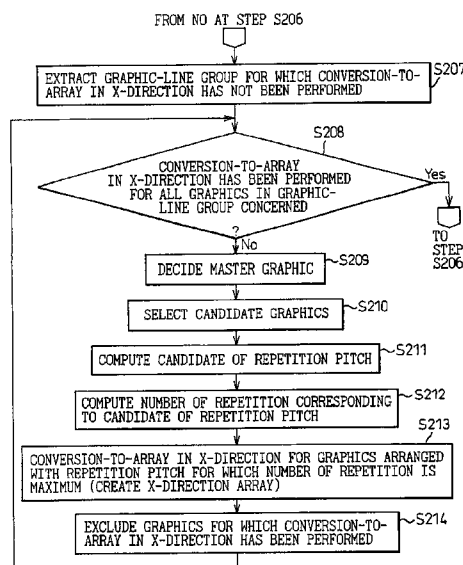 FROM NO AT STEP S206
S207
EXTRACT GRAPHIC-LINE GROUP FOR WHICH CONVERSION-TO-
ARRAY IN X-DIRECTION HAS NOT BEEN PERFORMED
S208
CONVERSION-TO-ARRAY
IN X-DIRECTION HAS BEEN PERFORMED
FOR ALL GRAPHICS IN GRAPHIC-
LINE GROUP CONCERNED
?
Yes
TO
STEP
S206
No
DECIDE MASTER GRAPHIC
S209
SELECT CANDIDATE GRAPHICS
S210
COMPUTE CANDIDATE OF REPETITION PITCH
S211
COMPUTE NUMBER OF REPETITION CORRESPONDING
TO CANDIDATE OF REPETITION PITCH
S212
S213
CONVERSION-TO-ARRAY IN X-DIRECTION FOR GRAPHICS ARRANGED
WITH REPETITION PITCH FOR WHICH NUMBER OF REPETITION IS
MAXIMUM (CREATE X-DIRECTION ARRAY)
S214
EXCLUDE GRAPHICS FOR WHICH CONVERSION-TO-
ARRAY IN X-DIRECTION HAS BEEN PERFORMED